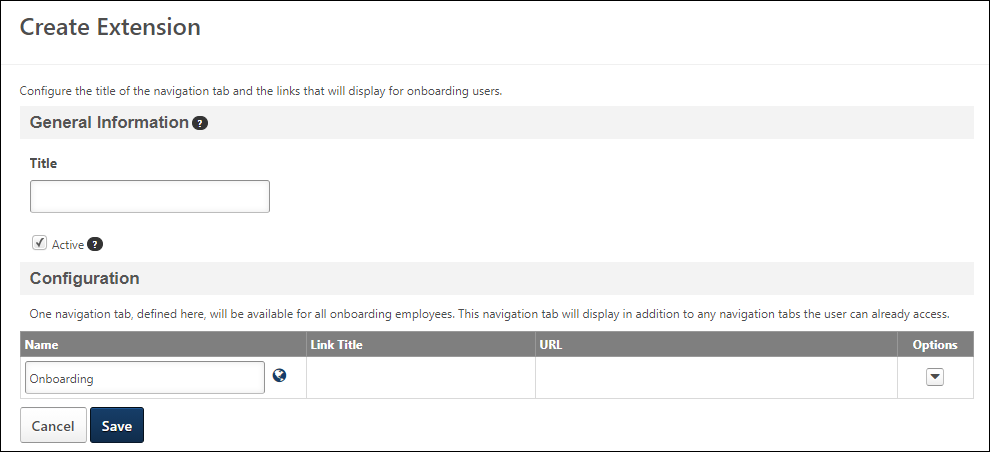 Create Extension
Configure the title of the navigation tab and the links that will display for onboarding users.
General Information ?
Title
Active ?
Configuration
One navigation tab, defined here, will be available for all onboarding employees. This navigation tab will display in addition to any navigation tabs the user can already access.
Name Link Title URL Options
Onboarding
Cancel Save